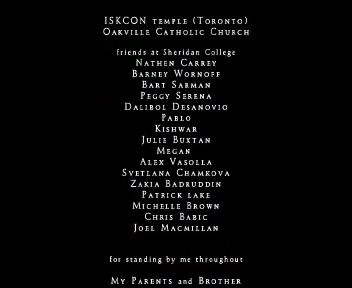 ISKCON temple (Toronto)
Oakville Catholic Church
friends at Sheridan College
Nathen Carrey
Barney Wornoff
Bart Sarman
Peggy Serena
Dalibol Desanovio
Pablo
Kishwar
Julie Buxtan
Megan
Alex Vasolla
Svetlana Chamkova
Zakia Badruddin
Patrick lake
Michelle Brown
Chris Babic
Joel Macmillan
for standing by me throughout
My Parents and Brother